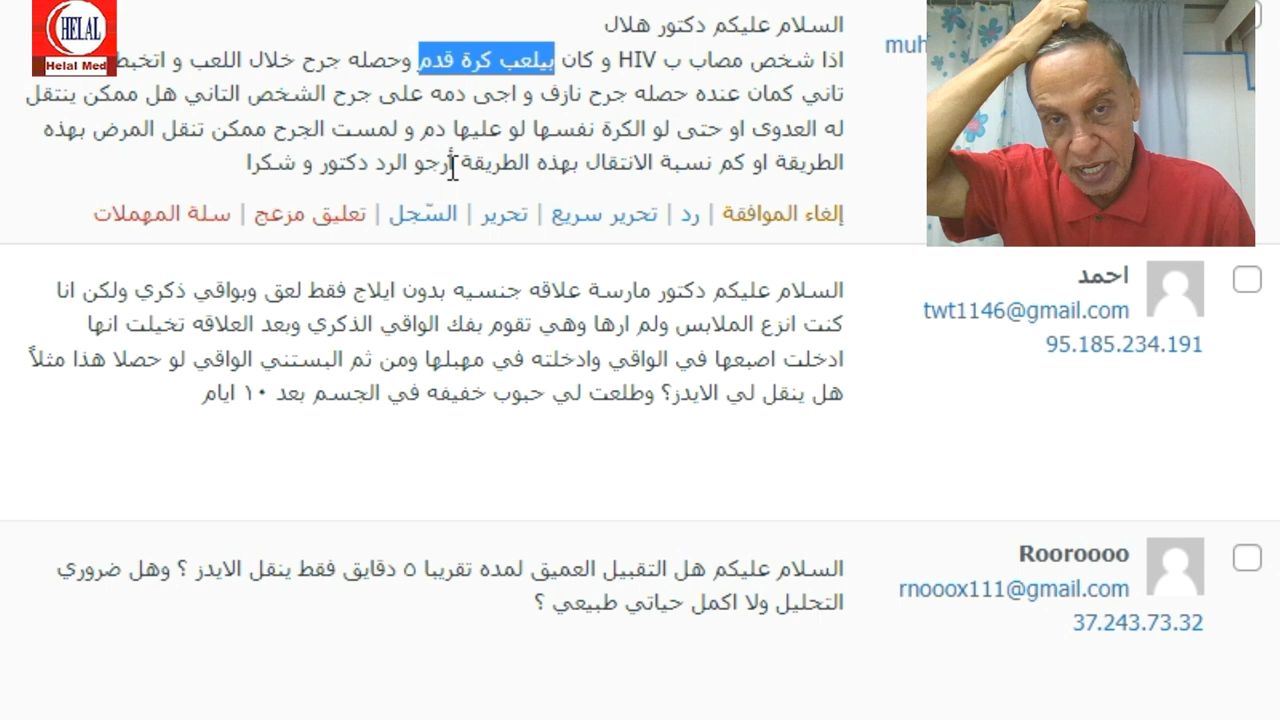 HELAL
Helal Med
السلام عليكم دكتور هلال
اذا شخص مصاب ب HIV و كان بيلعب كرة قدم وحصله جرح خلال اللعب و اتخبط
تاني كمان عنده حصله جرح نازف و اجى دمه على جرح الشخص التاني هل ممكن ينتقل
له العدوى او حتى لو الكرة نفسها لو عليها دم و لمست الجرح ممكن تنقل المرض بهذه
الطريقة او كم نسبة الانتقال بهذه الطريقة أرجو الرد دكتور و شكرا
إلغاء الموافقة | رد | تحرير سريع | تحرير | السّجل | تعليق مزعج | سلة المهملات
احمد
twt1146@gmail.com
95.185.234.191
السلام عليكم دكتور مارسة علاقه جنسيه بدون ايلاج فقط لعق وبواقي ذكري ولكن انا
كنت انزع الملابس ولم ارها وهي تقوم بفك الواقي الذكري وبعد العلاقه تخيلت انها
ادخلت اصبعها في الواقي وادخلته في مهبلها ومن ثم البستني الواقي لو حصلا هذا مثلاً
هل ينقل لي الايدز؟ وطلعت لي حبوب خفيفه في الجسم بعد ١٠ ايام
Rooroooo
rnooox111@gmail.com
37.243.73.32
السلام عليكم هل التقبيل العميق لمده تقريبا ٥ دقايق فقط ينقل الايدز ؟ وهل ضروري
التحليل ولا اكمل حياتي طبيعي ؟